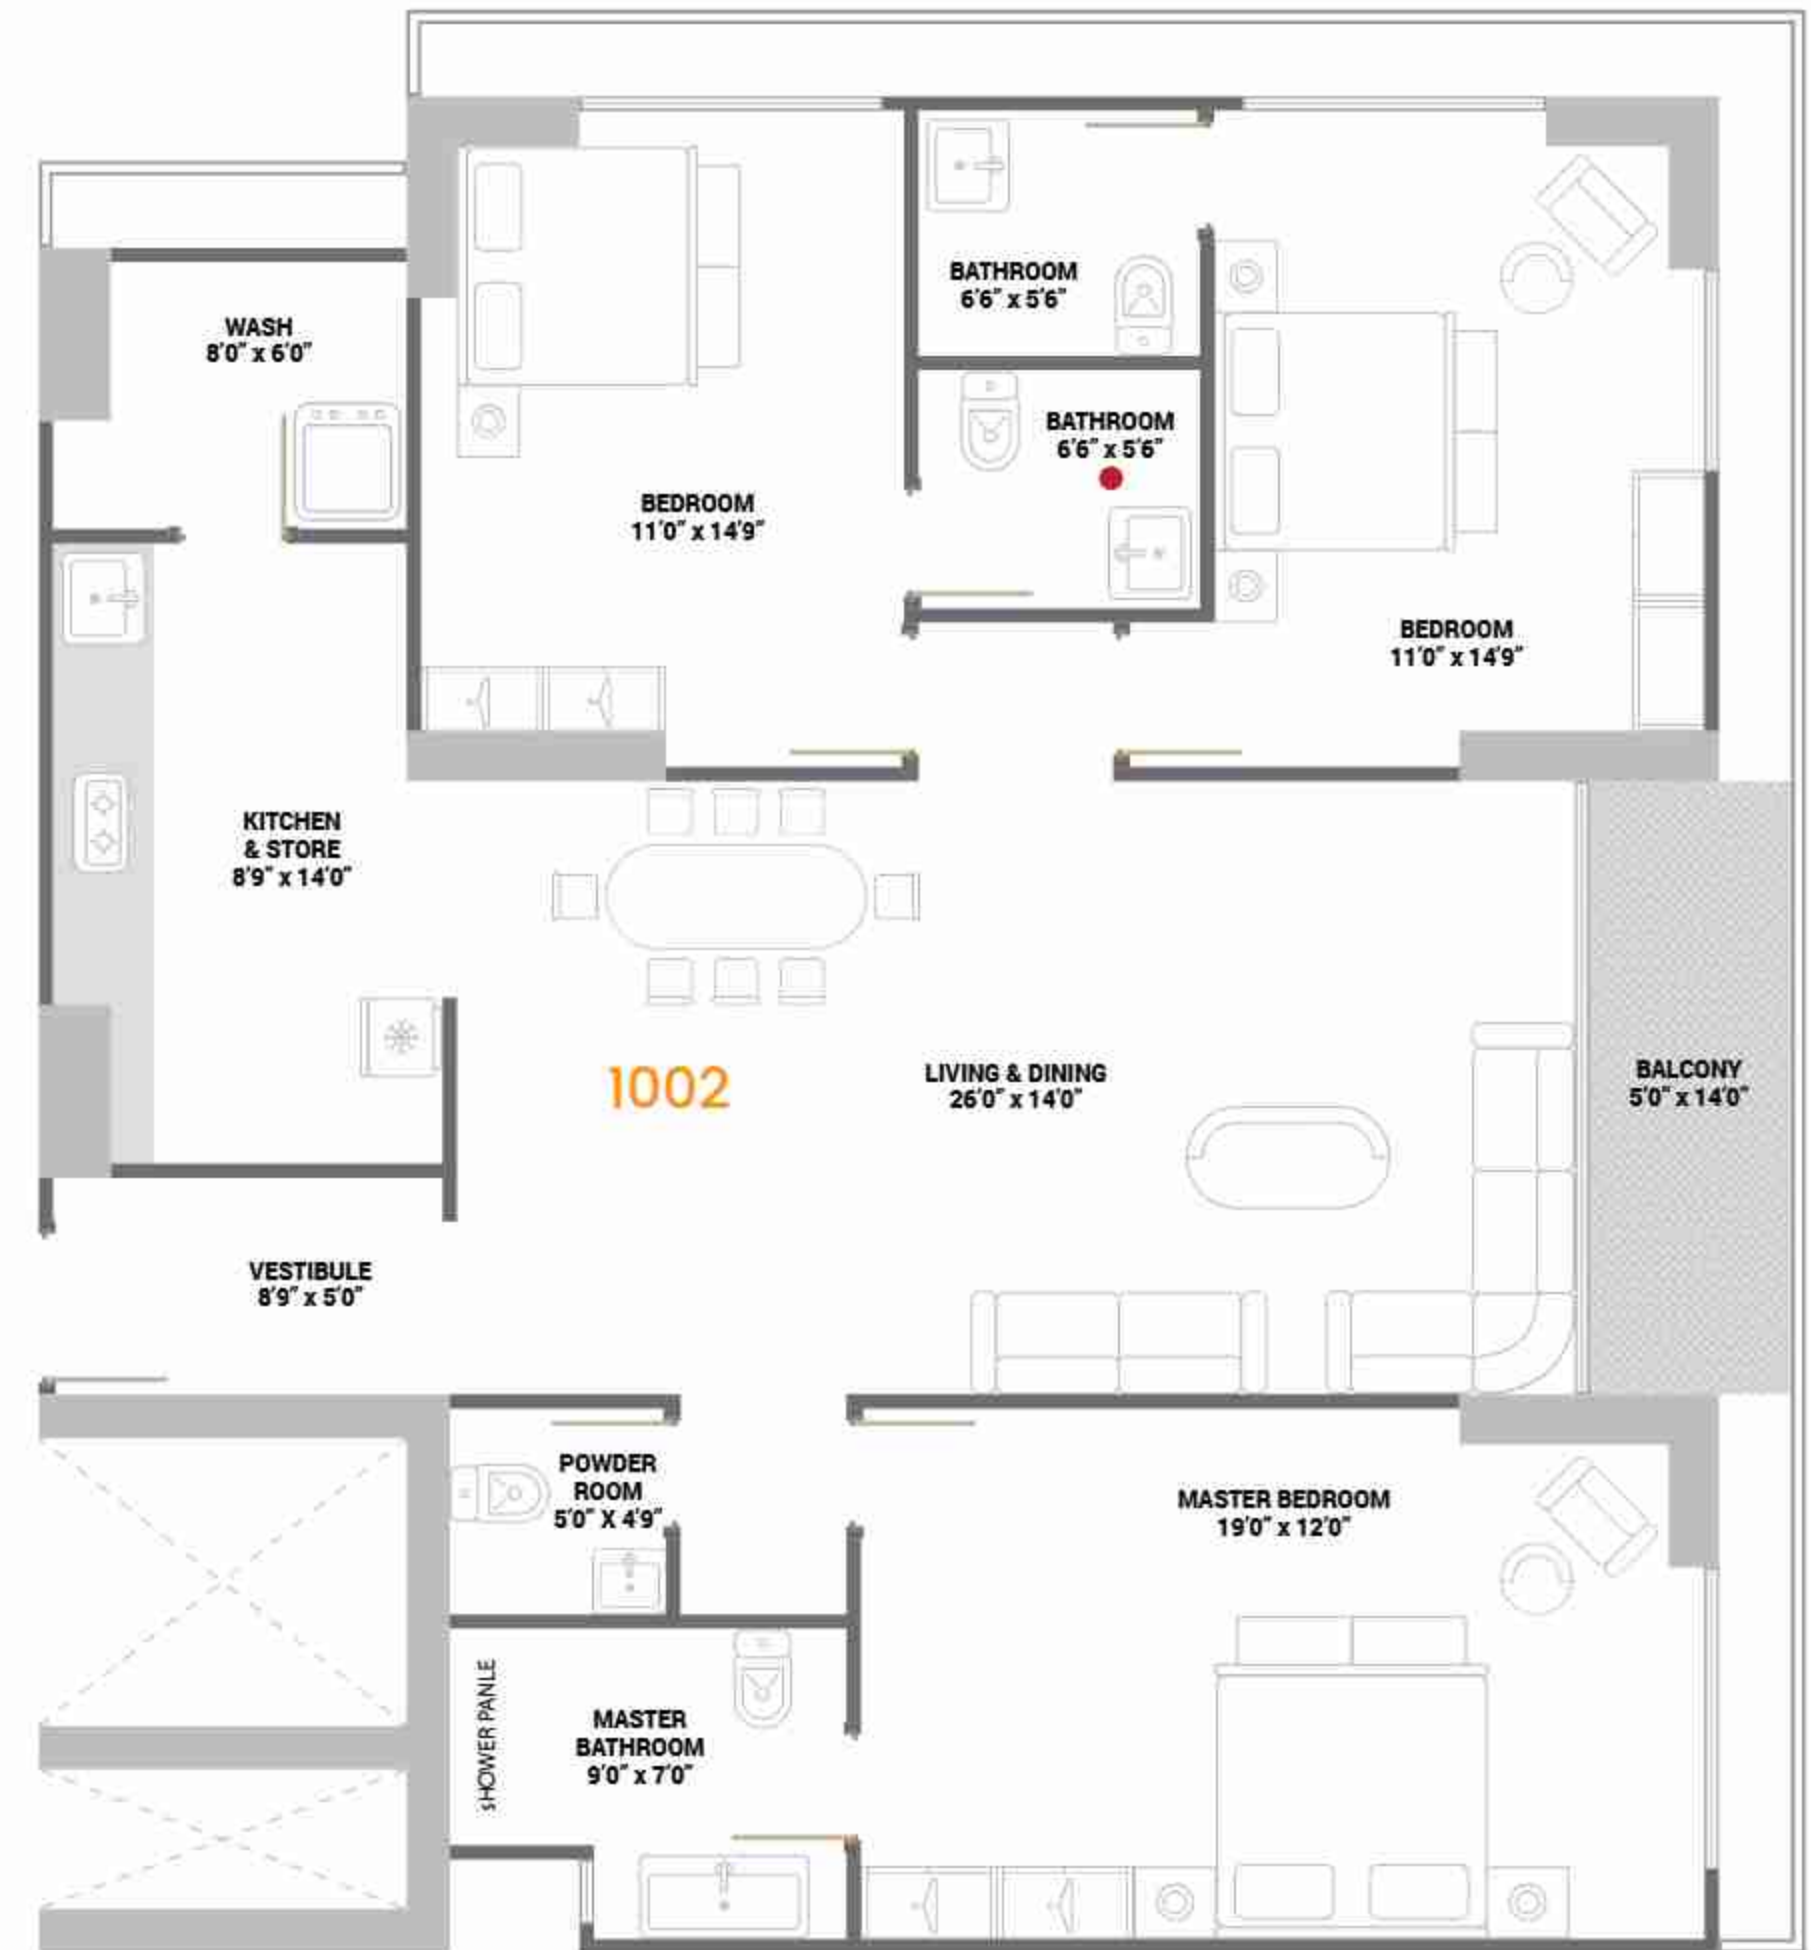 BATHROOM
6'6" x 5'6"
WASH
8'0" x 6'0"
BATHROOM
6'6" x 5'6"
BEDROOM
11'0" x 14'9"
BEDROOM
11'0" x 14'9"
KITCHEN
& STORE
8'9" x 14'0"
1002
LIVING & DINING
26'0" x 14'0"
BALCONY
5'0" x 14'0"
VESTIBULE
8'9" x 5'0"
POWDER
ROOM
5'0" X 4'9"
MASTER BEDROOM
19'0" x 12'0"
SHOWER PANLE
MASTER
BATHROOM
9'0" x 7'0"